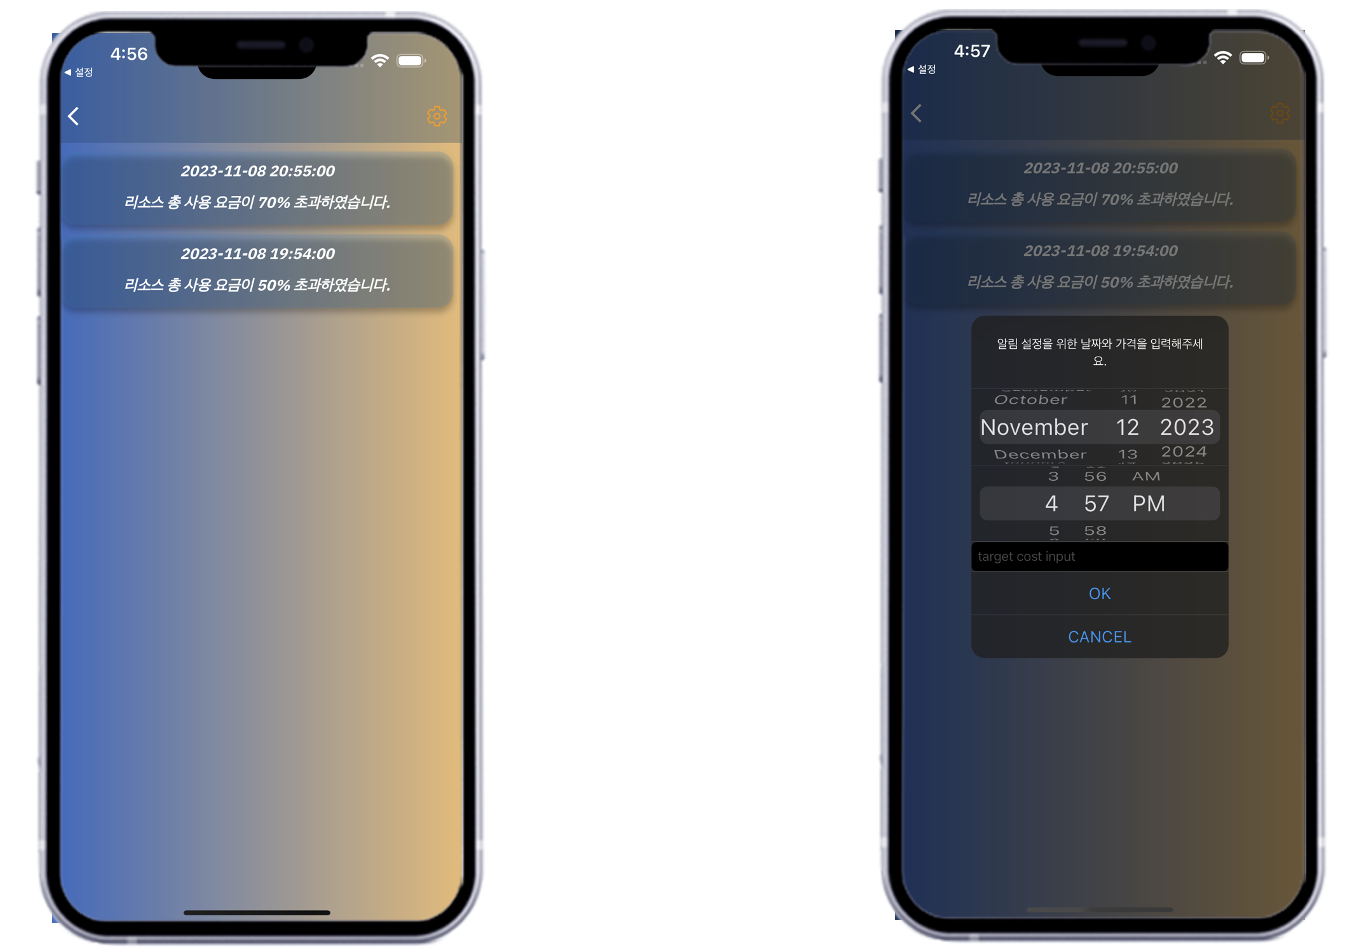 4:56
◀ 설정
2023-11-08 20:55:00
리소스 총 사용 요금이 70% 초과하였습니다.
2023-11-08 19:54:00
리소스 총 사용 요금이 50% 초과하였습니다.
4:57
◀ 설정
2023-11-08 20:55:00
리소스 총 사용 요금이 70% 초과하였습니다.
2023-11-08 19:54:00
리소스 총 사용 요금이 50% 초과하였습니다.
알림 설정을 위한 날짜와 가격을 입력해주세
요.
October 11 2022
November 12 2023
December 13 2024
3 56 AM
4 57 PM
5 58
target cost input
OK
CANCEL